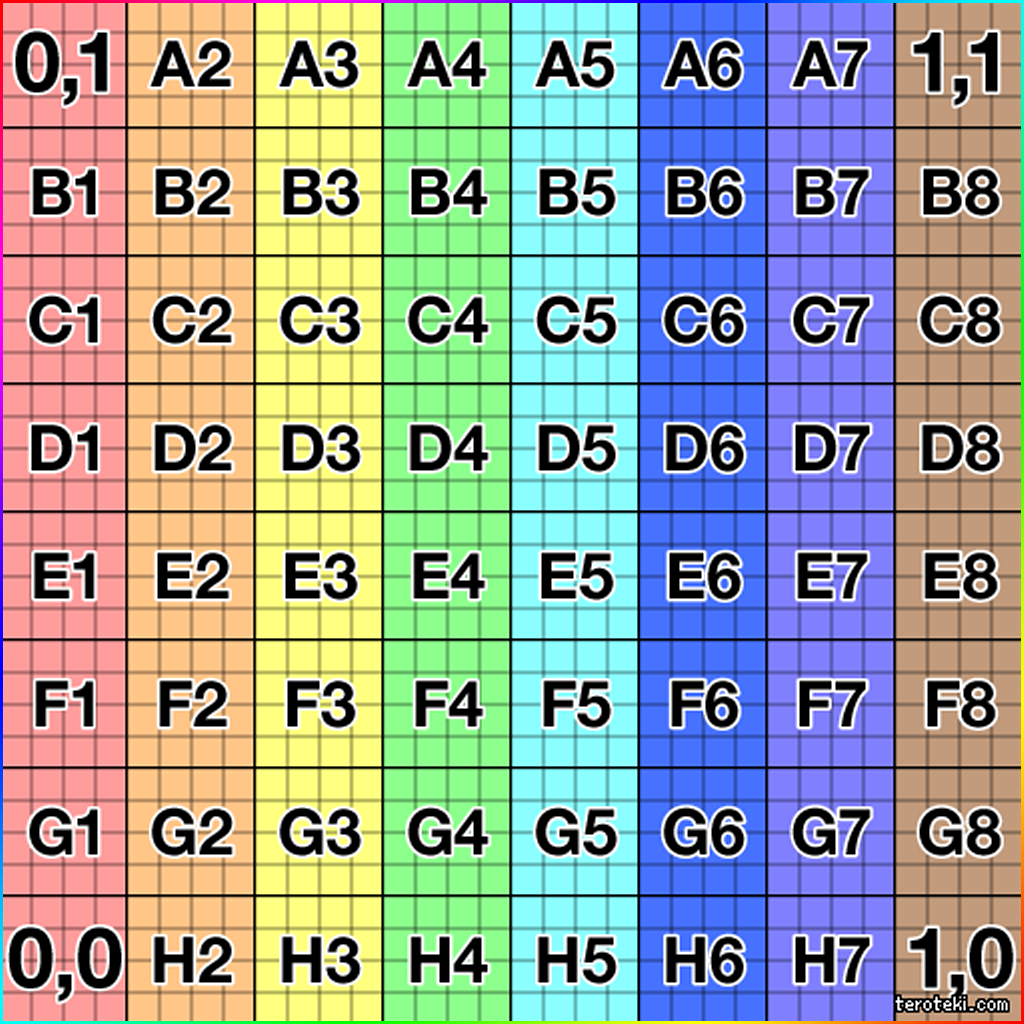 0,1 A2 A3 A4 A5 A6 A7 1,1
B1 B2 B3 B4 B5 B6 B7 B8
C1 C2 C3 C4 C5 C6 C7 C8
D1 D2 D3 D4 D5 D6 D7 D8
E1 E2 E3 E4 E5 E6 E7 E8
F1 F2 F3 F4 F5 F6 F7 F8
G1 G2 G3 G4 G5 G6 G7 G8
0,0 H2 H3 H4 H5 H6 H7 1,0
teroteki.com